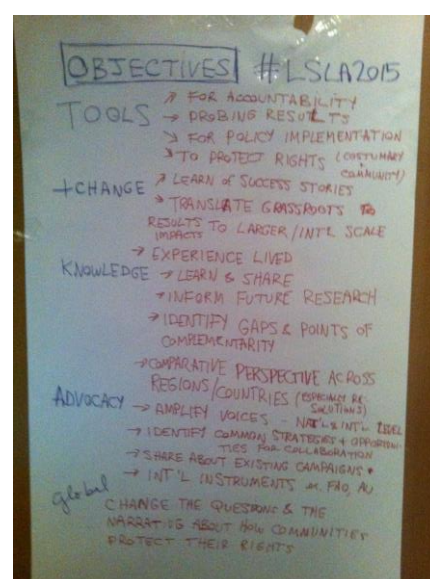 OBJECTIVES #LSLA2015
TOOLS → FOR ACCOUNTABILITY
→ PROBING RESULTS
→ FOR POLICY IMPLEMENTATION
→ TO PROTECT RIGHTS (COSTUMARY + COMMUNITY)
+CHANGE → LEARN of SUCCESS STORIES
→ TRANSLATE GRASSROOTS TO
RESULTS TO LARGER/INT'L SCALE
IMPACTS
→ EXPERIENCE LIVED
KNOWLEDGE → LEARN & SHARE
→ INFORM FUTURE RESEARCH
→ IDENTIFY GAPS & POINTS OF
COMPLEMENTARITY
→ COMPARATIVE PERSPECTIVE ACROSS
REGIONS/COUNTRIES (ESPECIALLY RE SOLUTIONS)
ADVOCACY → AMPLIFY VOICES - NAT'L & INT'L LEVEL
→ IDENTIFY COMMON STRATEGIES + OPPORTUNI-
TIES FOR COLLABORATION
→ SHARE ABOUT EXISTING CAMPAIGNS
→ INT'L INSTRUMENTS FAO, AU
global
CHANGE THE QUESTIONS & THE
NARRATIVE ABOUT HOW COMMUNITIES
PROTECT THEIR RIGHTS